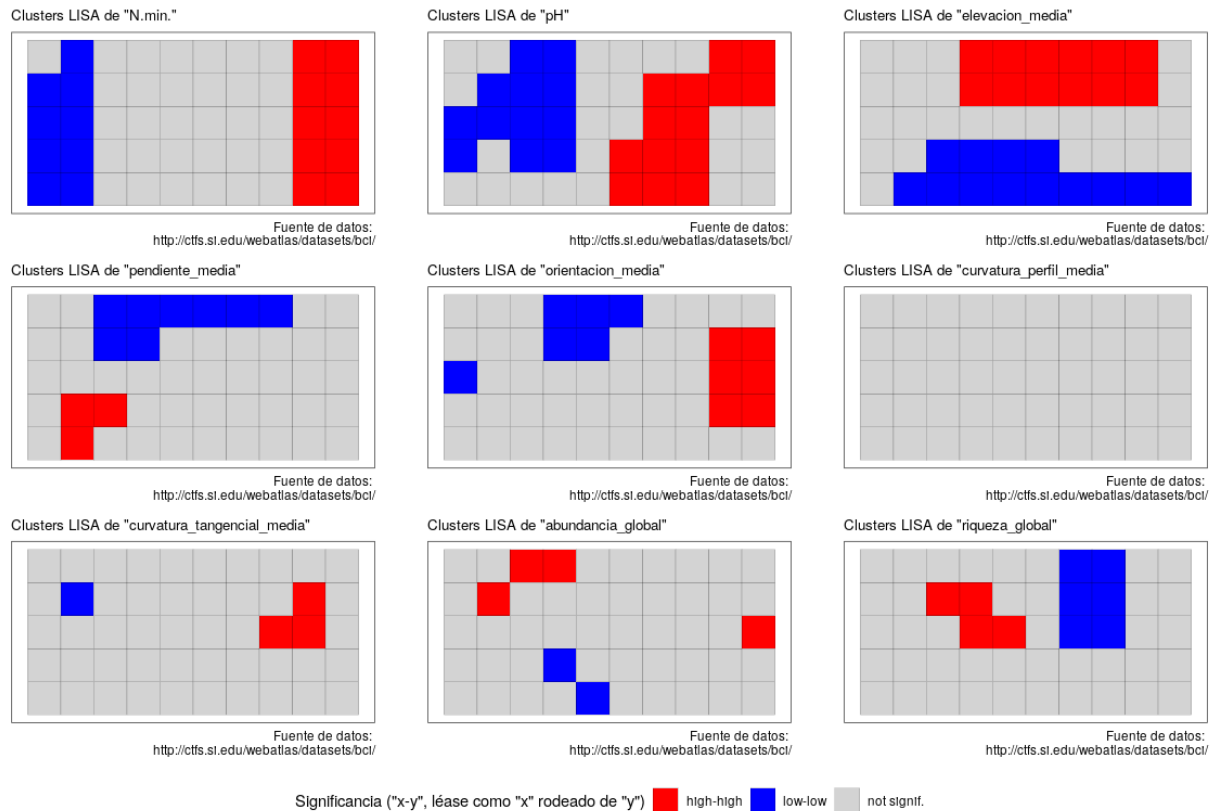 Clusters LISA de "N.min."
Clusters LISA de "pH"
Clusters LISA de "elevacion_media"
Fuente de datos:
http://ctfs.si.edu/webatlas/datasets/bci/
Fuente de datos:
http://ctfs.si.edu/webatlas/datasets/bci/
Fuente de datos:
http://ctfs.si.edu/webatlas/datasets/bci/
Clusters LISA de "pendiente_media"
Clusters LISA de "orientacion_media"
Clusters LISA de "curvatura_perfil_media"
Fuente de datos:
http://ctfs.si.edu/webatlas/datasets/bci/
Fuente de datos:
http://ctfs.si.edu/webatlas/datasets/bci/
Fuente de datos:
http://ctfs.si.edu/webatlas/datasets/bci/
Clusters LISA de "curvatura_tangencial_media"
Clusters LISA de "abundancia_global"
Clusters LISA de "riqueza_global"
Fuente de datos:
http://ctfs.si.edu/webatlas/datasets/bci/
Fuente de datos:
http://ctfs.si.edu/webatlas/datasets/bci/
Fuente de datos:
http://ctfs.si.edu/webatlas/datasets/bci/
Significancia ("x-y", léase como "x" rodeado de "y") high-high low-low not signif.